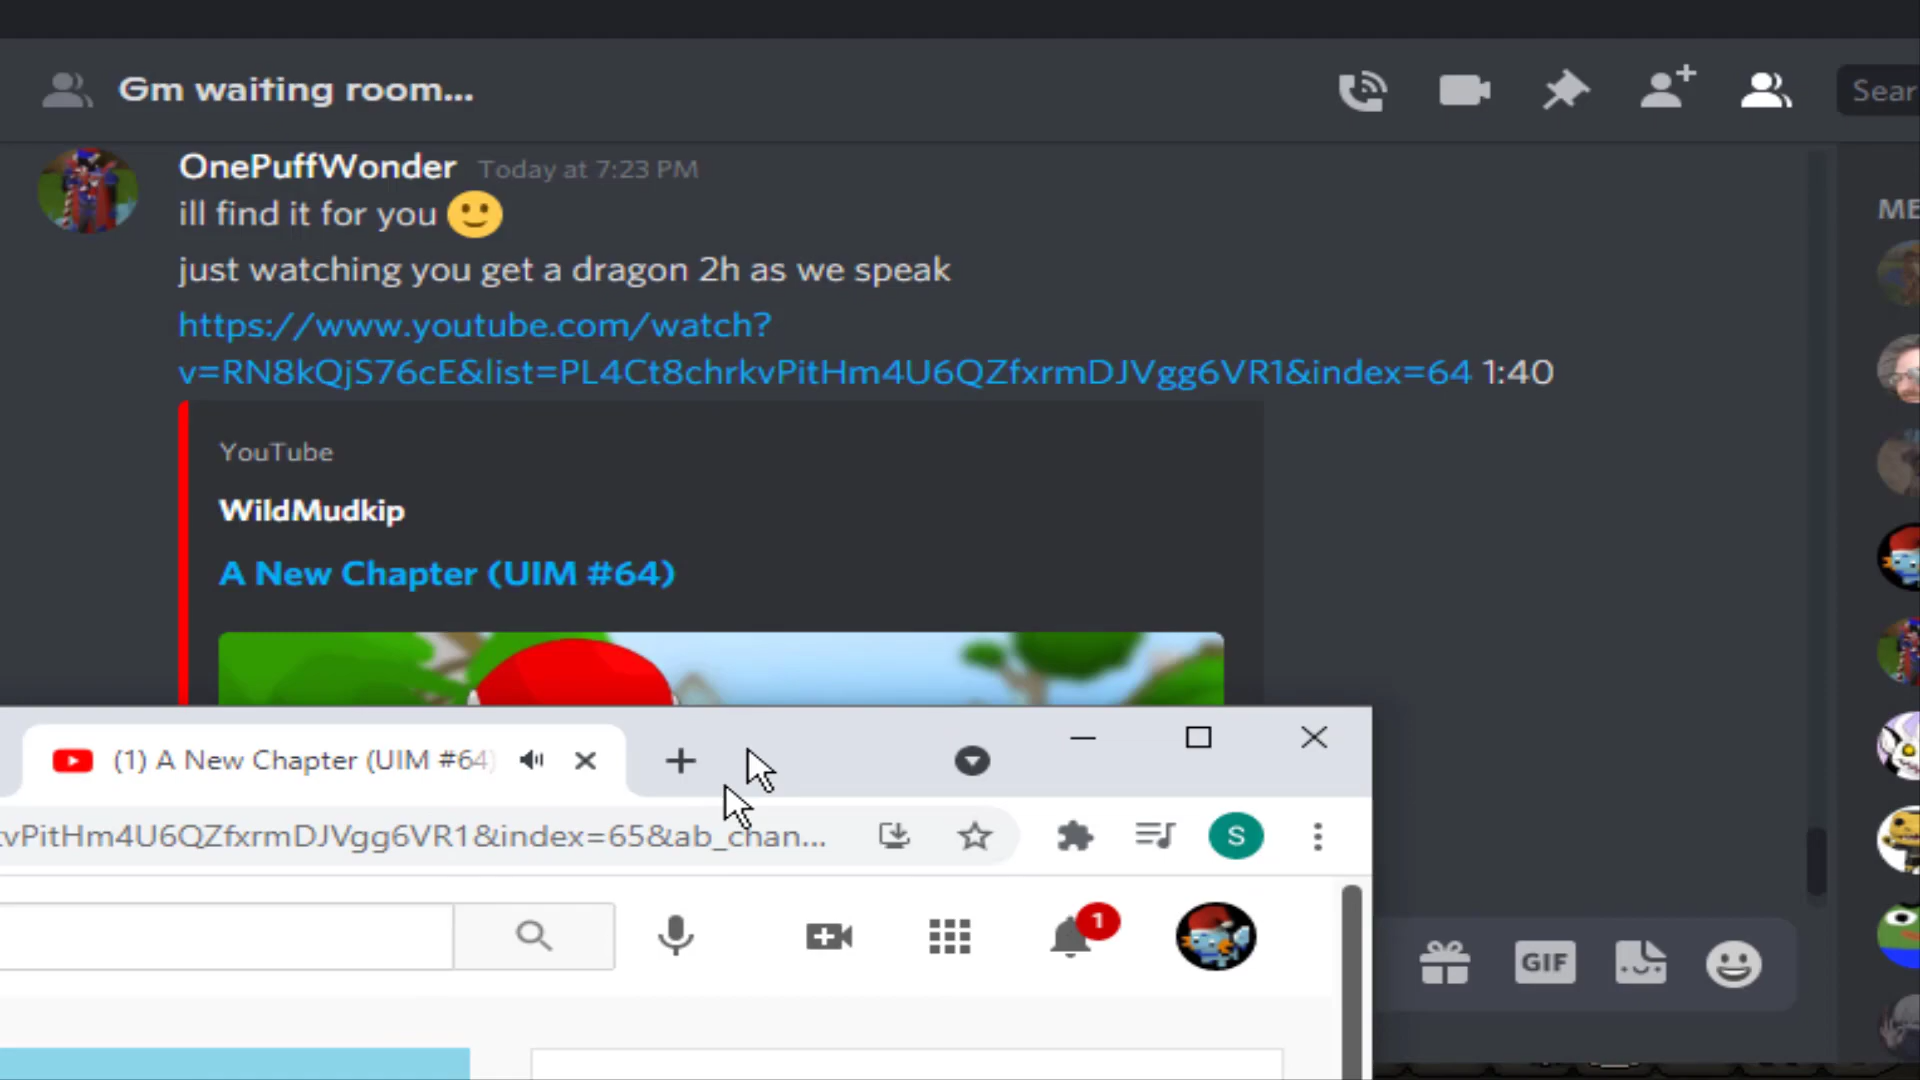 Gm waiting room...
Sear
OnePuffWonder Today at 7:23 PM
ill find it for you
just watching you get a dragon 2h as we speak
https://www.youtube.com/watch?
v=RN8kQjS76cE&list=PL4Ct8chrkvPitHm4U6QZfxrmDJVgg6VR1&index=64 1:40
ME
YouTube
WildMudkip
A New Chapter (UIM #64)
(1) A New Chapter (UIM #64)
vPitHm4U6QZfxrmDJVgg6VR1&index=65&ab_chan...
S
1
GIF